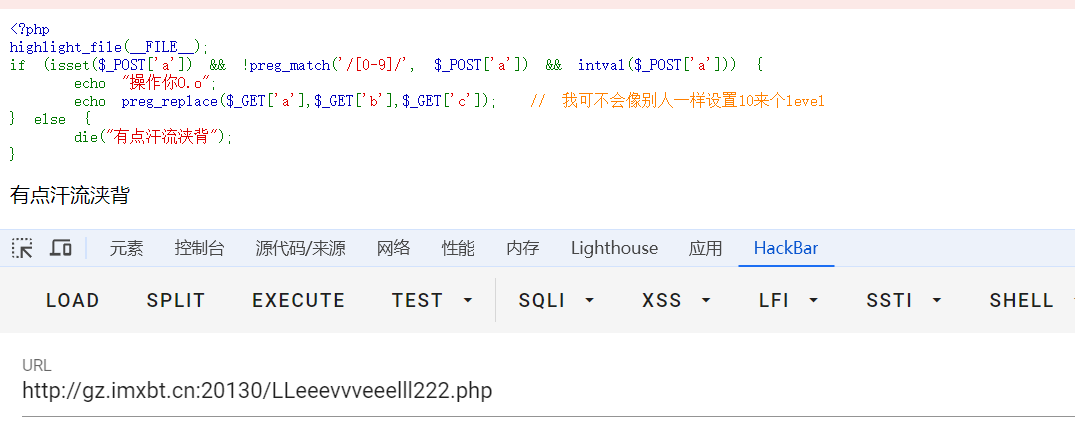 <?php
highlight_file(__FILE__);
if (isset($_POST['a']) && !preg_match('/[0-9]/', $_POST['a']) && intval($_POST['a'])) {
echo "操作你O.o";
echo preg_replace($_GET['a'],$_GET['b'],$_GET['c']); // 我可不会像别人一样设置10来个level
} else {
die("有点汗流浃背");
}
有点汗流浃背
元素 控制台 源代码/来源 网络 性能 内存 Lighthouse 应用 HackBar
LOAD SPLIT EXECUTE TEST SQLI XSS LFI SSTI SHELL
URL
http://gz.imxbt.cn:20130/LLeeevvveeelll222.php